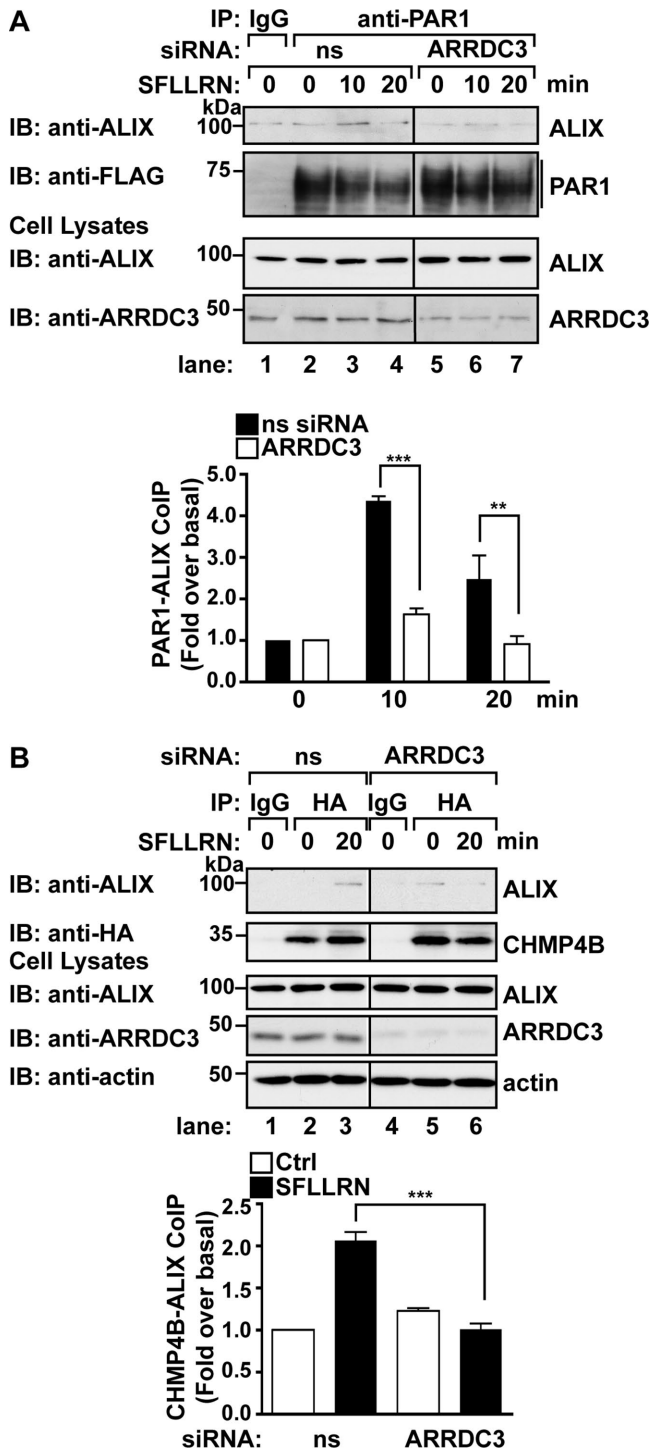 A
IP: IgG anti-PAR1
siRNA: ns ARRDC3
SFLLRN: 0 0 10 20 0 10 20 min
kDa
IB: anti-ALIX 100 ALIX
IB: anti-FLAG 75 PAR1
Cell Lysates
IB: anti-ALIX 100 ALIX
IB: anti-ARRDC3 50 ARRDC3
lane: 1 2 3 4 5 6 7
ns siRNA
ARRDC3
PAR1-ALIX CoIP
(Fold over basal)
5.0
4.0
3.0
2.0
1.0
0.0
***
**
0 10 20 min
B
siRNA: ns ARRDC3
IP: IgG HA IgG HA
SFLLRN: 0 0 20 0 0 20 min
kDa
IB: anti-ALIX 100 ALIX
IB: anti-HA 35 CHMP4B
Cell Lysates
IB: anti-ALIX 100 ALIX
IB: anti-ARRDC3 50 ARRDC3
IB: anti-actin 50 actin
lane: 1 2 3 4 5 6
Ctrl
SFLLRN
CHMP4B-ALIX CoIP
(Fold over basal)
2.5
2.0
1.5
1.0
0.5
0.0
***
siRNA: ns ARRDC3